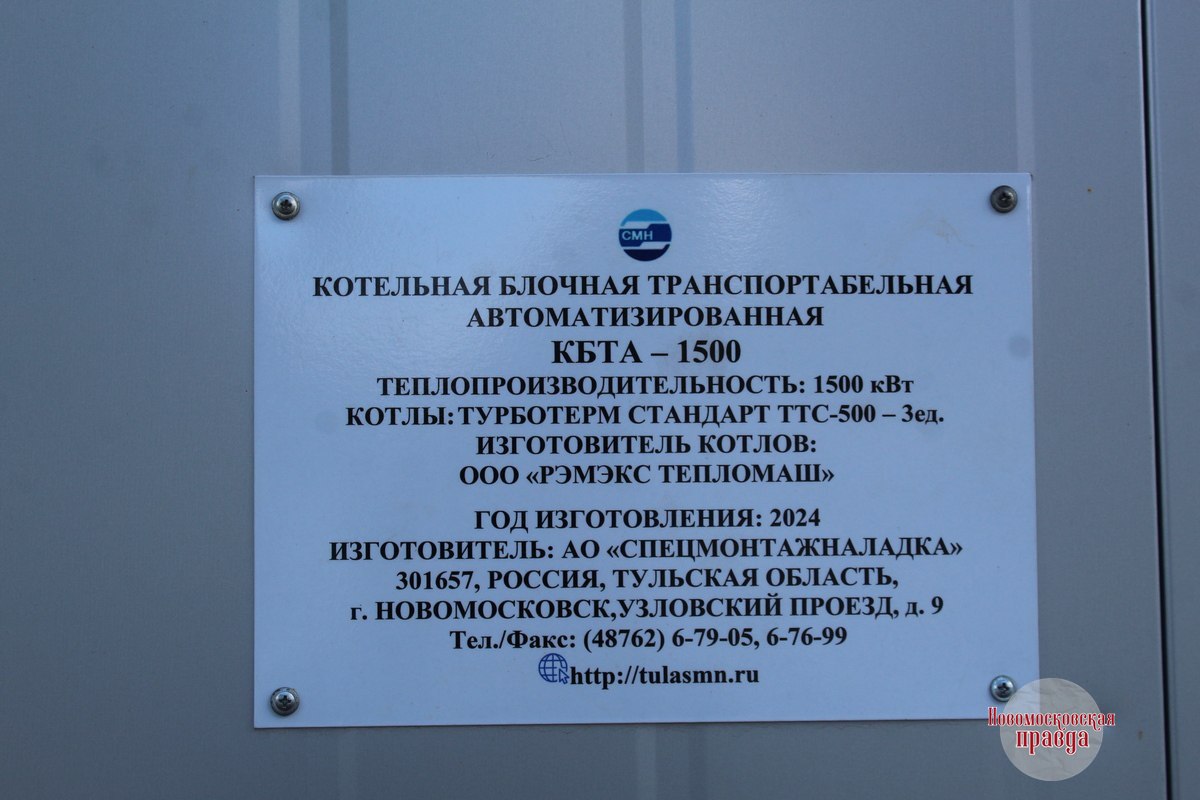 СМН
КОТЕЛЬНАЯ БЛОЧНАЯ ТРАНСПОРТАБЕЛЬНАЯ
АВТОМАТИЗИРОВАННАЯ
КБТА – 1500
ТЕПЛОПРОИЗВОДИТЕЛЬНОСТЬ: 1500 кВт
КОТЛЫ: ТУРБОТЕРМ СТАНДАРТ ТТС-500 – 3ед.
ИЗГОТОВИТЕЛЬ КОТЛОВ:
ООО «РЭМЭКС ТЕПЛОМАШ»
ГОД ИЗГОТОВЛЕНИЯ: 2024
ИЗГОТОВИТЕЛЬ: АО «СПЕЦМОНТАЖНАЛАДКА»
301657, РОССИЯ, ТУЛЬСКАЯ ОБЛАСТЬ,
г. НОВОМОСКОВСК,УЗЛОВСКИЙ ПРОЕЗД, д. 9
Тел./Факс: (48762) 6-79-05, 6-76-99
http://tulasmn.ru
Новомосковская
правда